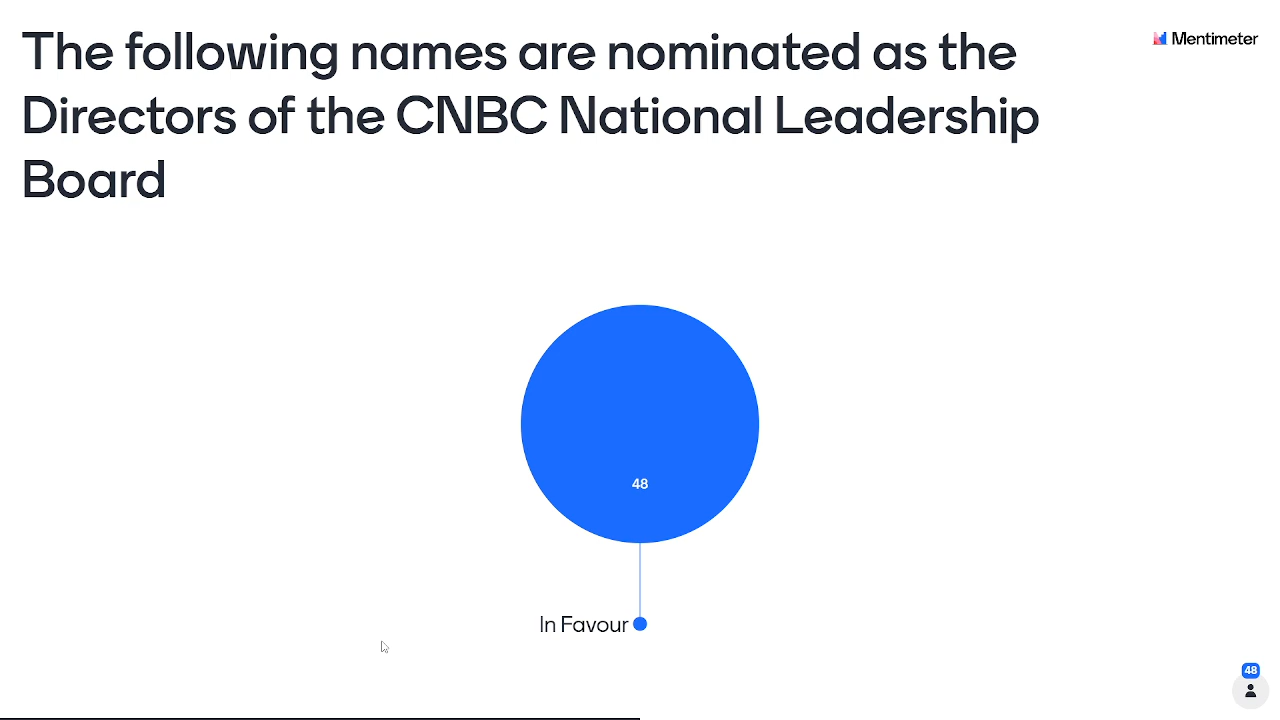 The following names are nominated as the
Directors of the CNBC National Leadership
Board
Mentimeter
48
In Favour
48